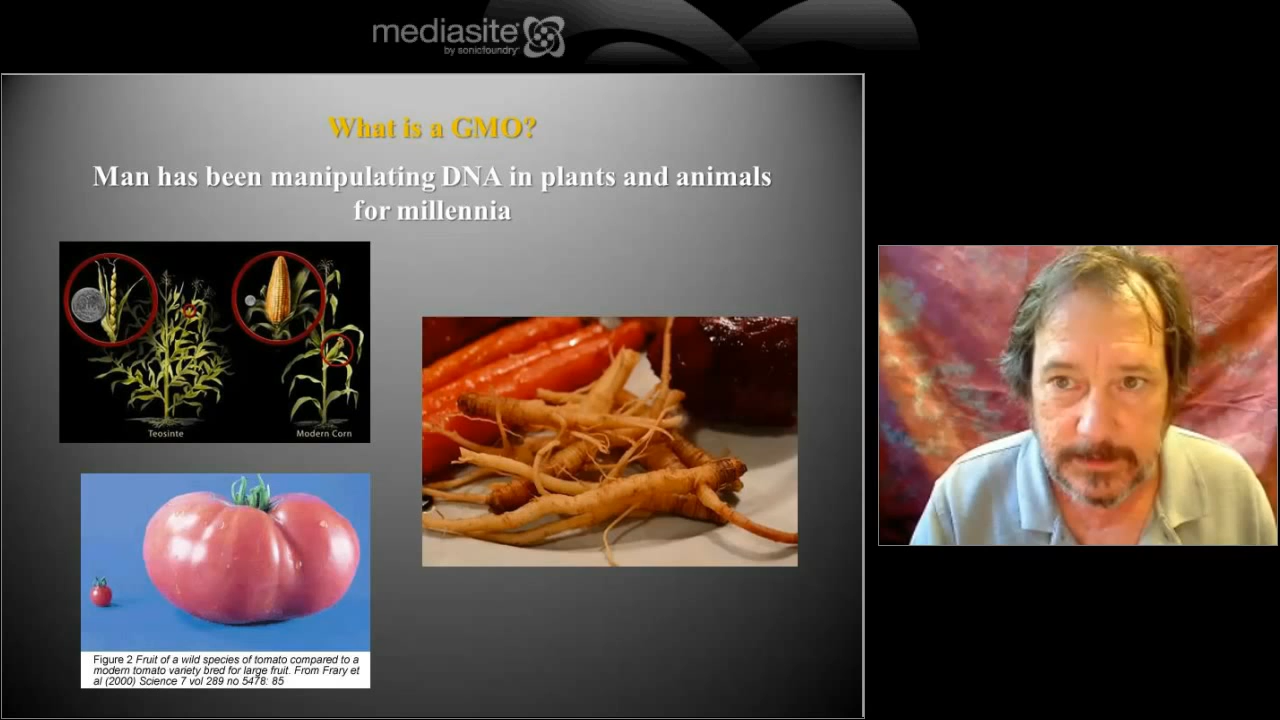 mediasite
by sonicfoundry
What is a GMO?
Man has been manipulating DNA in plants and animals
for millennia
Teosinte
Modern Corn
Figure 2 Fruit of a wild species of tomato compared to a
modern tomato variety bred for large fruit. From Frary et
al (2000) Science 7 vol 289 no 5478: 85